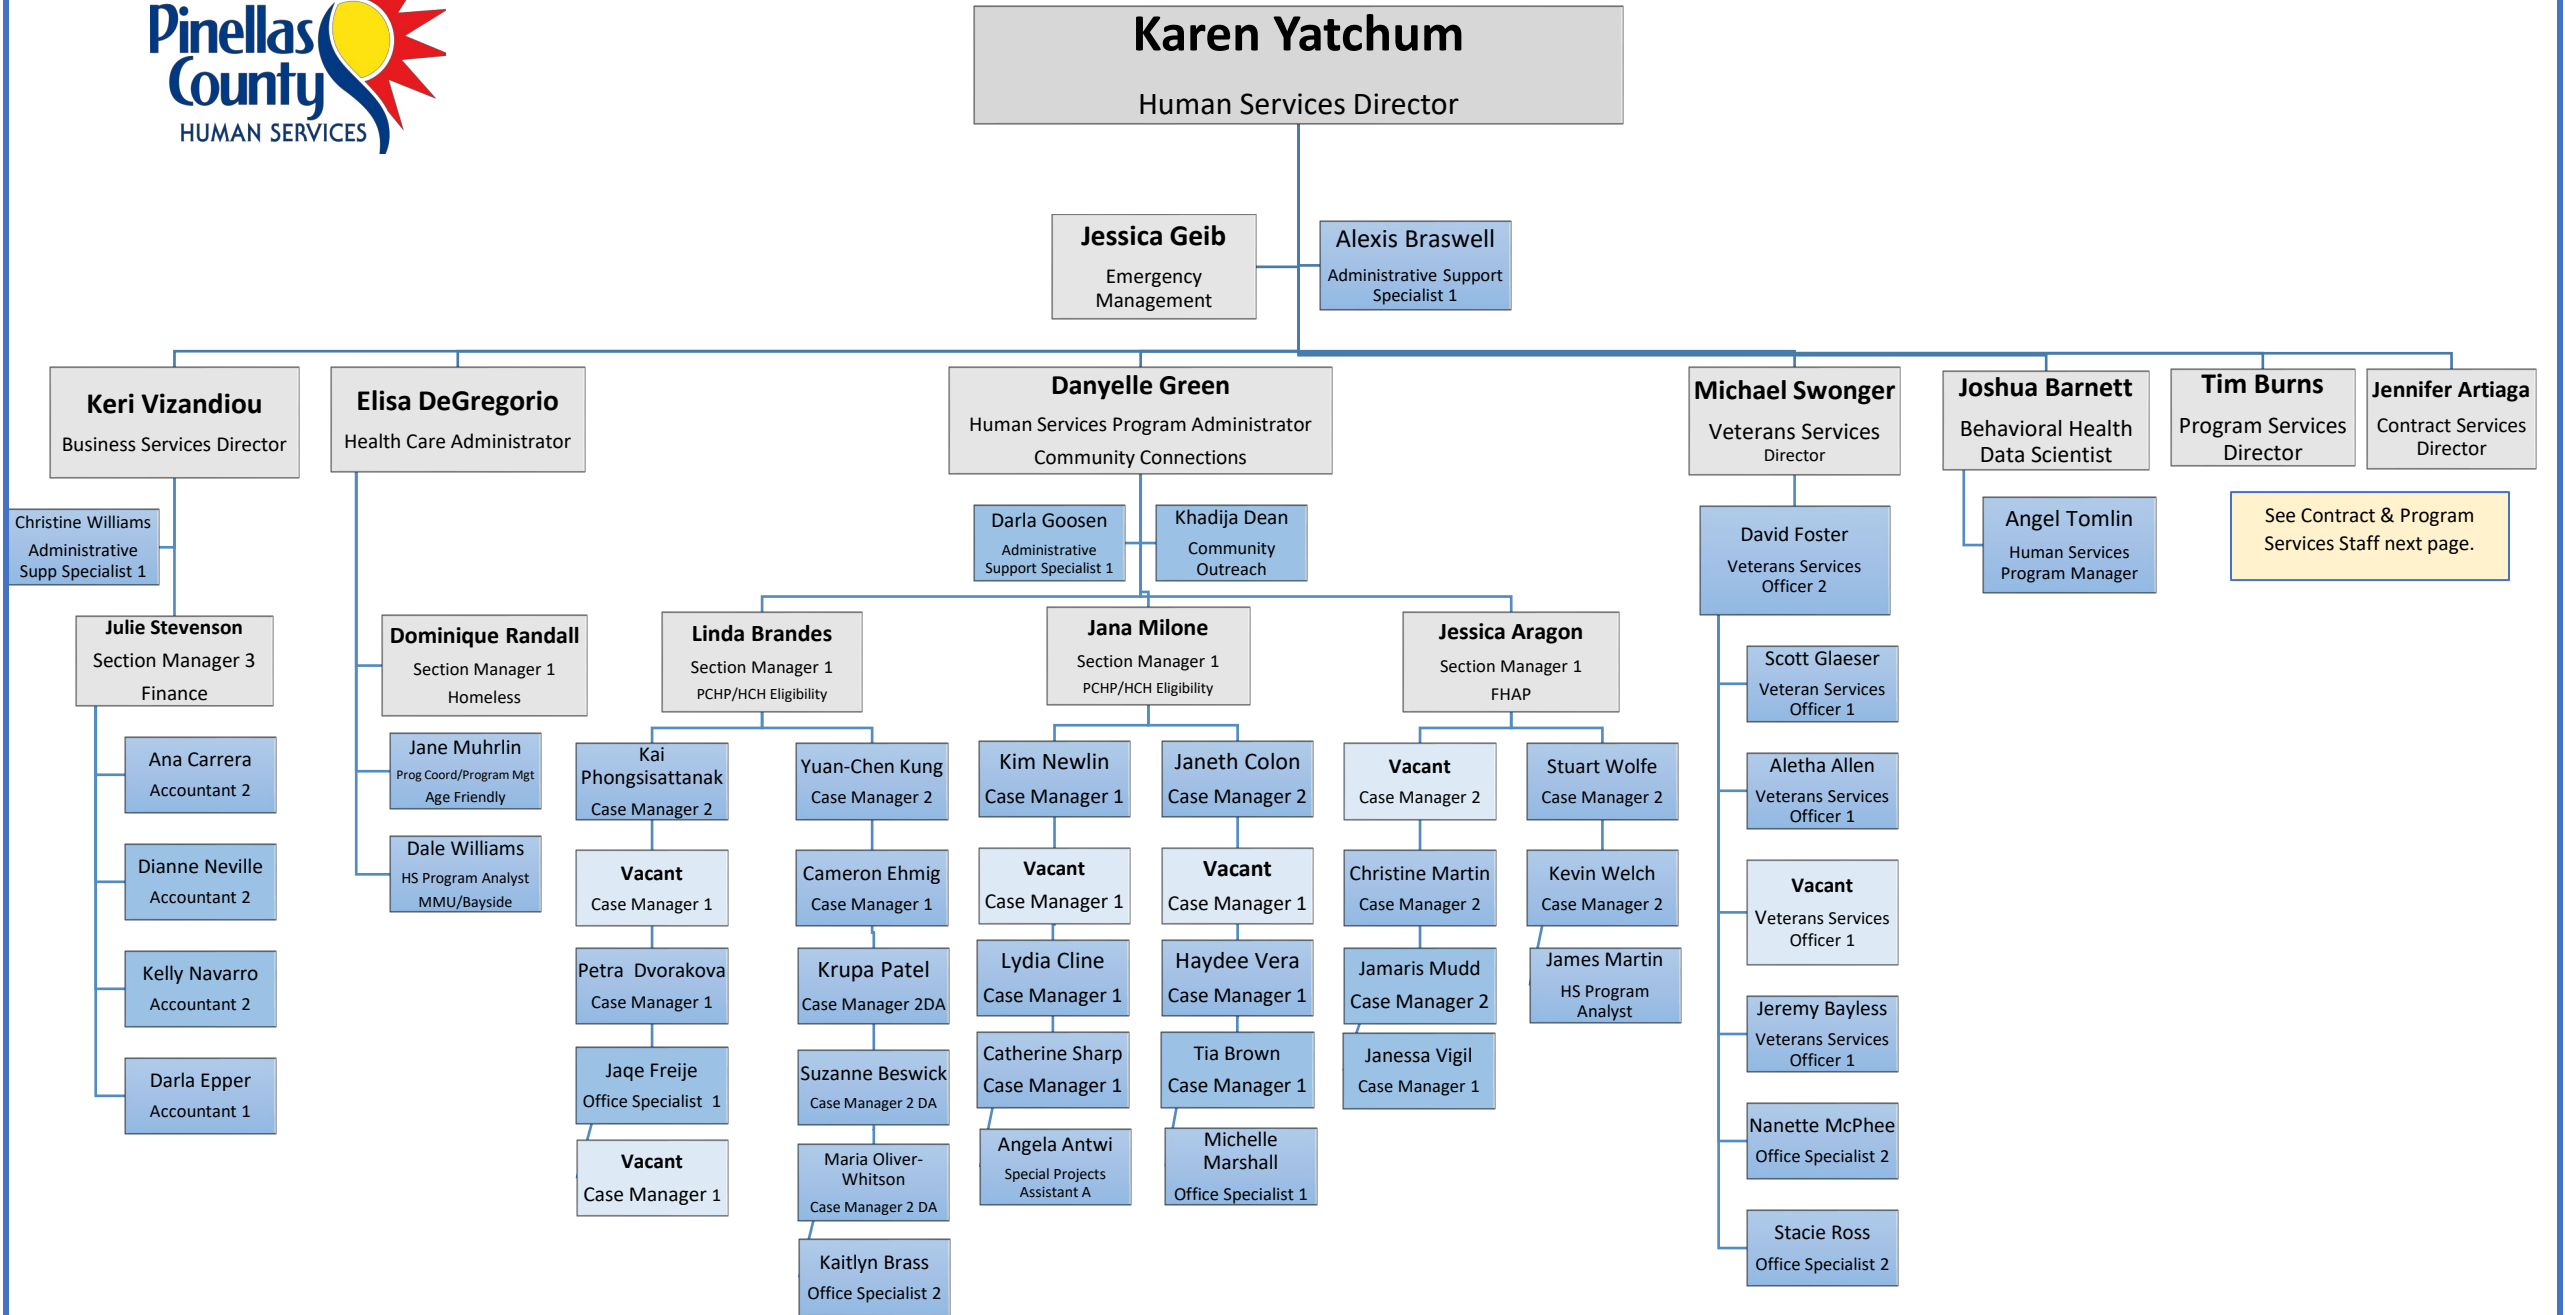 Pinellas
County
HUMAN SERVICES
Karen Yatchum
Human Services Director
Jessica Geib
Emergency
Management
Alexis Braswell
Administrative Support
Specialist 1
Keri Vizandiou
Business Services Director
Elisa DeGregorio
Health Care Administrator
Danyelle Green
Human Services Program Administrator
Community Connections
Michael Swonger
Veterans Services
Director
Joshua Barnett
Behavioral Health
Data Scientist
Tim Burns
Program Services
Director
Jennifer Artiaga
Contract Services
Director
Christine Williams
Administrative
Supp Specialist 1
Julie Stevenson
Section Manager 3
Finance
Ana Carrera
Accountant 2
Dianne Neville
Accountant 2
Kelly Navarro
Accountant 2
Darla Epper
Accountant 1
Dominique Randall
Section Manager 1
Homeless
Jane Muhrlin
Prog Coord/Program Mgt
Age Friendly
Dale Williams
HS Program Analyst
MMU/Bayside
Darla Goosen
Administrative
Support Specialist 1
Khadija Dean
Community
Outreach
Linda Brandes
Section Manager 1
PCHP/HCH Eligibility
Kai
Phongsisattanak
Case Manager 2
Vacant
Case Manager 1
Petra Dvorakova
Case Manager 1
Jaqe Freije
Office Specialist 1
Vacant
Case Manager 1
Yuan-Chen Kung
Case Manager 2
Cameron Ehmig
Case Manager 1
Krupa Patel
Case Manager 2DA
Suzanne Beswick
Case Manager 2 DA
Maria Oliver-
Whitson
Case Manager 2 DA
Kaitlyn Brass
Office Specialist 2
Jana Milone
Section Manager 1
PCHP/HCH Eligibility
Kim Newlin
Case Manager 1
Vacant
Case Manager 1
Lydia Cline
Case Manager 1
Catherine Sharp
Case Manager 1
Angela Antwi
Special Projects
Assistant A
Janeth Colon
Case Manager 2
Vacant
Case Manager 1
Haydee Vera
Case Manager 1
Tia Brown
Case Manager 1
Michelle
Marshall
Office Specialist 1
Jessica Aragon
Section Manager 1
FHAP
Vacant
Case Manager 2
Christine Martin
Case Manager 2
Jamaris Mudd
Case Manager 2
Janessa Vigil
Case Manager 1
Stuart Wolfe
Case Manager 2
Kevin Welch
Case Manager 2
James Martin
HS Program
Analyst
David Foster
Veterans Services
Officer 2
Scott Glaeser
Veteran Services
Officer 1
Aletha Allen
Veterans Services
Officer 1
Vacant
Veterans Services
Officer 1
Jeremy Bayless
Veterans Services
Officer 1
Nanette McPhee
Office Specialist 2
Stacie Ross
Office Specialist 2
Angel Tomlin
Human Services
Program Manager
See Contract & Program
Services Staff next page.